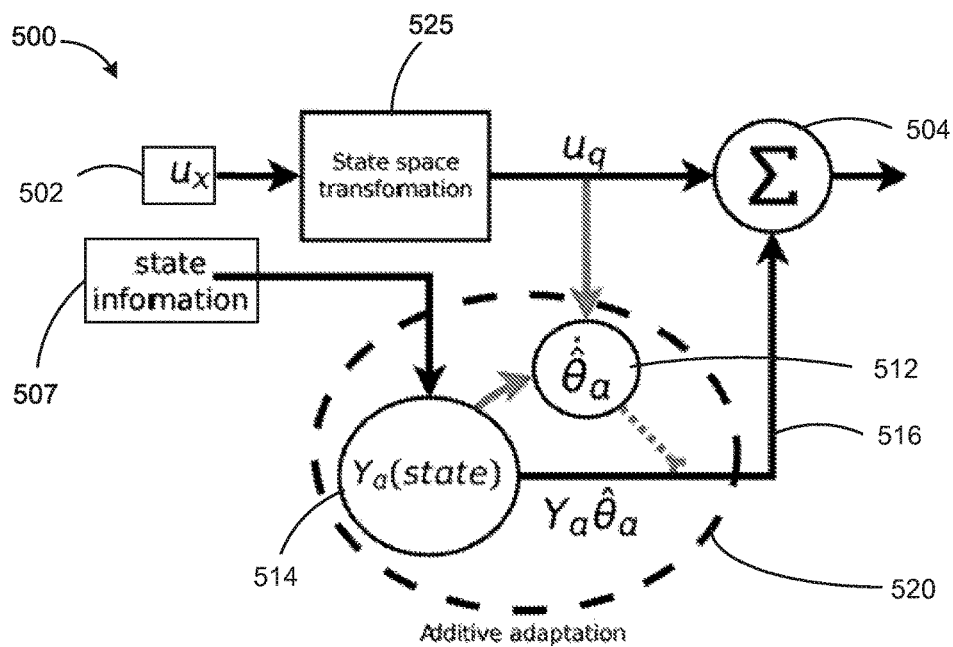 500
525
504
502
u_x
State space
transfomation
u_q
Σ
state
infomation
507
θ̂̇_a
512
516
Y_a(state)
Y_a θ̂_a
514
520
Additive adaptation